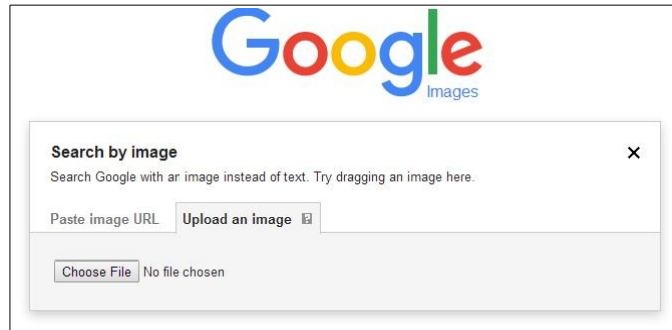 Google
Images
Search by image
Search Google with an image instead of text. Try dragging an image here.
Paste image URL Upload an image
Choose File No file chosen